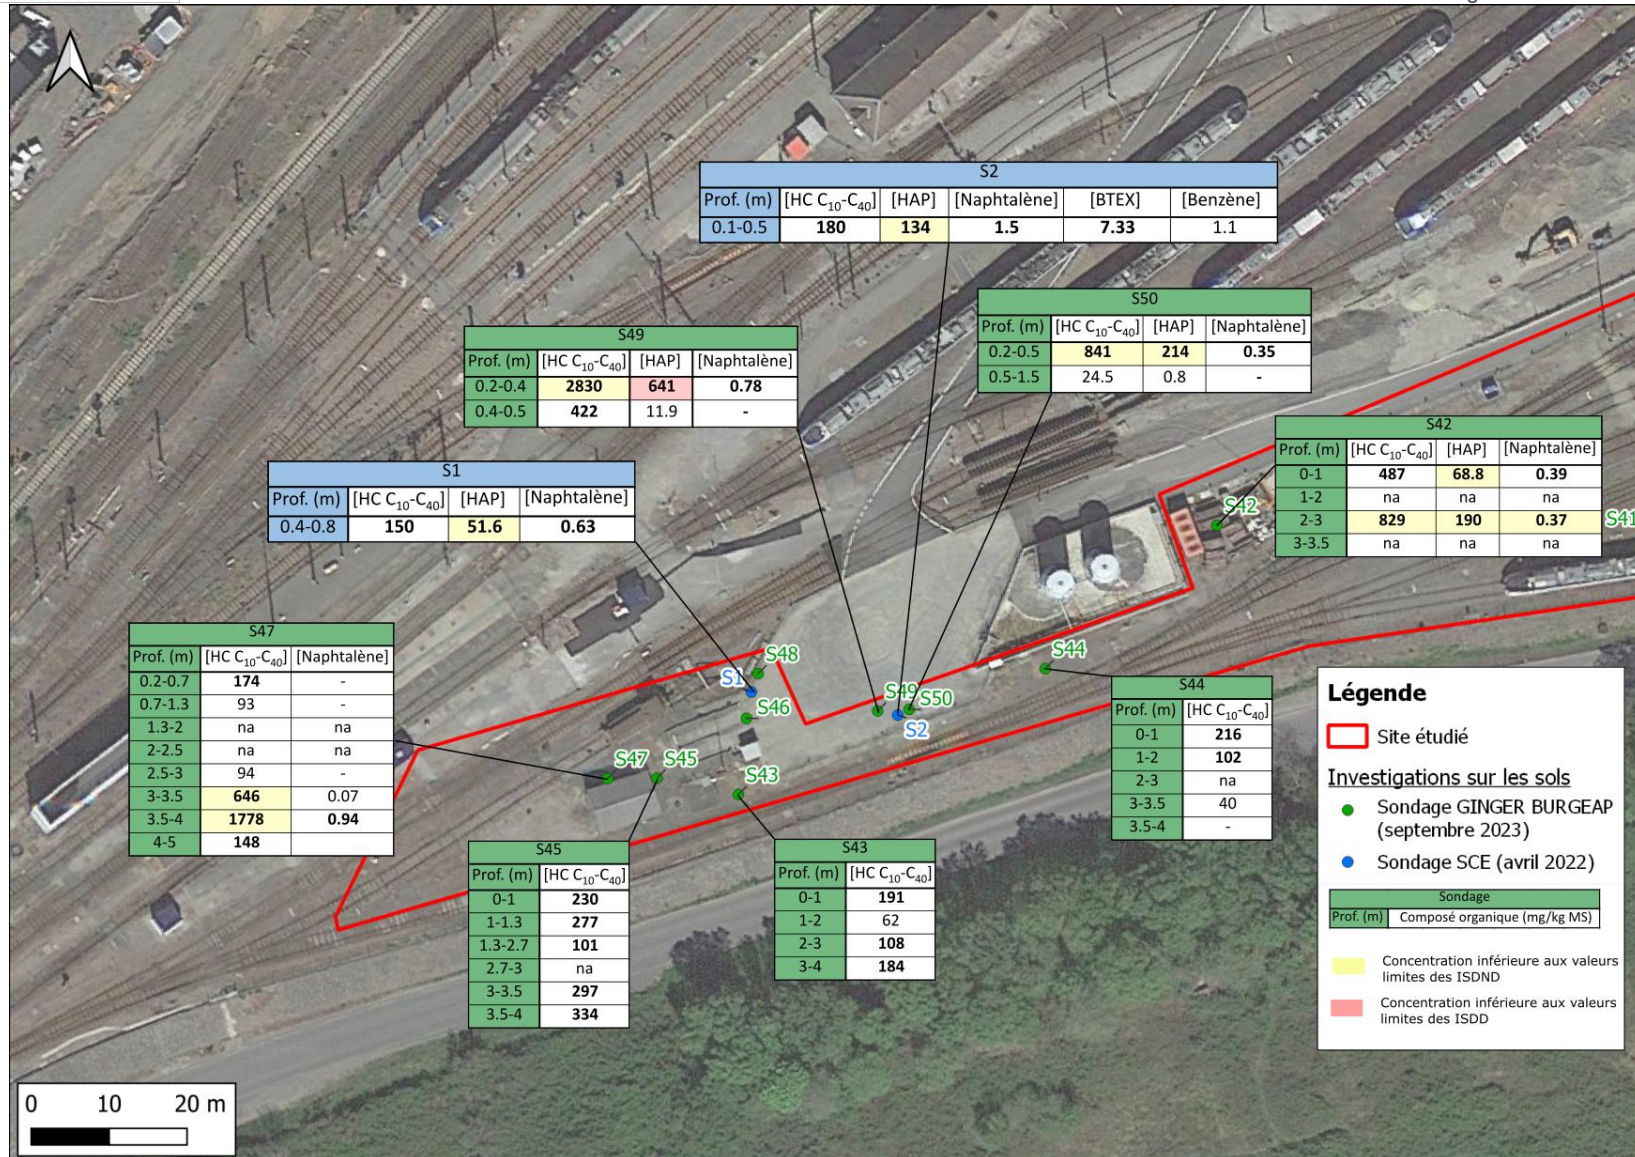 S2
Prof. (m) [HC C10-C40] [HAP] [Naphtalène] [BTEX] [Benzène]
0.1-0.5 180 134 1.5 7.33 1.1
S50
Prof. (m) [HC C10-C40] [HAP] [Naphtalène]
0.2-0.5 841 214 0.35
0.5-1.5 24.5 0.8 -
S49
Prof. (m) [HC C10-C40] [HAP] [Naphtalène]
0.2-0.4 2830 641 0.78
0.4-0.5 422 11.9 -
S42
Prof. (m) [HC C10-C40] [HAP] [Naphtalène]
0-1 487 68.8 0.39
1-2 na na na
2-3 829 190 0.37
3-3.5 na na na
S1
Prof. (m) [HC C10-C40] [HAP] [Naphtalène]
0.4-0.8 150 51.6 0.63
S42
S41
S47
Prof. (m) [HC C10-C40] [Naphtalène]
0.2-0.7 174 -
0.7-1.3 93 -
1.3-2 na na
2-2.5 na na
2.5-3 94 -
3-3.5 646 0.07
3.5-4 1778 0.94
4-5 148
S48
S1
S46
S49
S50
S2
S44
S47
S45
S43
S44
Prof. (m) [HC C10-C40]
0-1 216
1-2 102
2-3 na
3-3.5 40
3.5-4 -
S45
Prof. (m) [HC C10-C40]
0-1 230
1-1.3 277
1.3-2.7 101
2.7-3 na
3-3.5 297
3.5-4 334
S43
Prof. (m) [HC C10-C40]
0-1 191
1-2 62
2-3 108
3-4 184
Légende
Site étudié
Investigations sur les sols
Sondage GINGER BURGEAP
(septembre 2023)
Sondage SCE (avril 2022)
Sondage
Prof. (m) Composé organique (mg/kg MS)
Concentration inférieure aux valeurs
limites des ISDND
Concentration inférieure aux valeurs
limites des ISDD
0 10 20 m